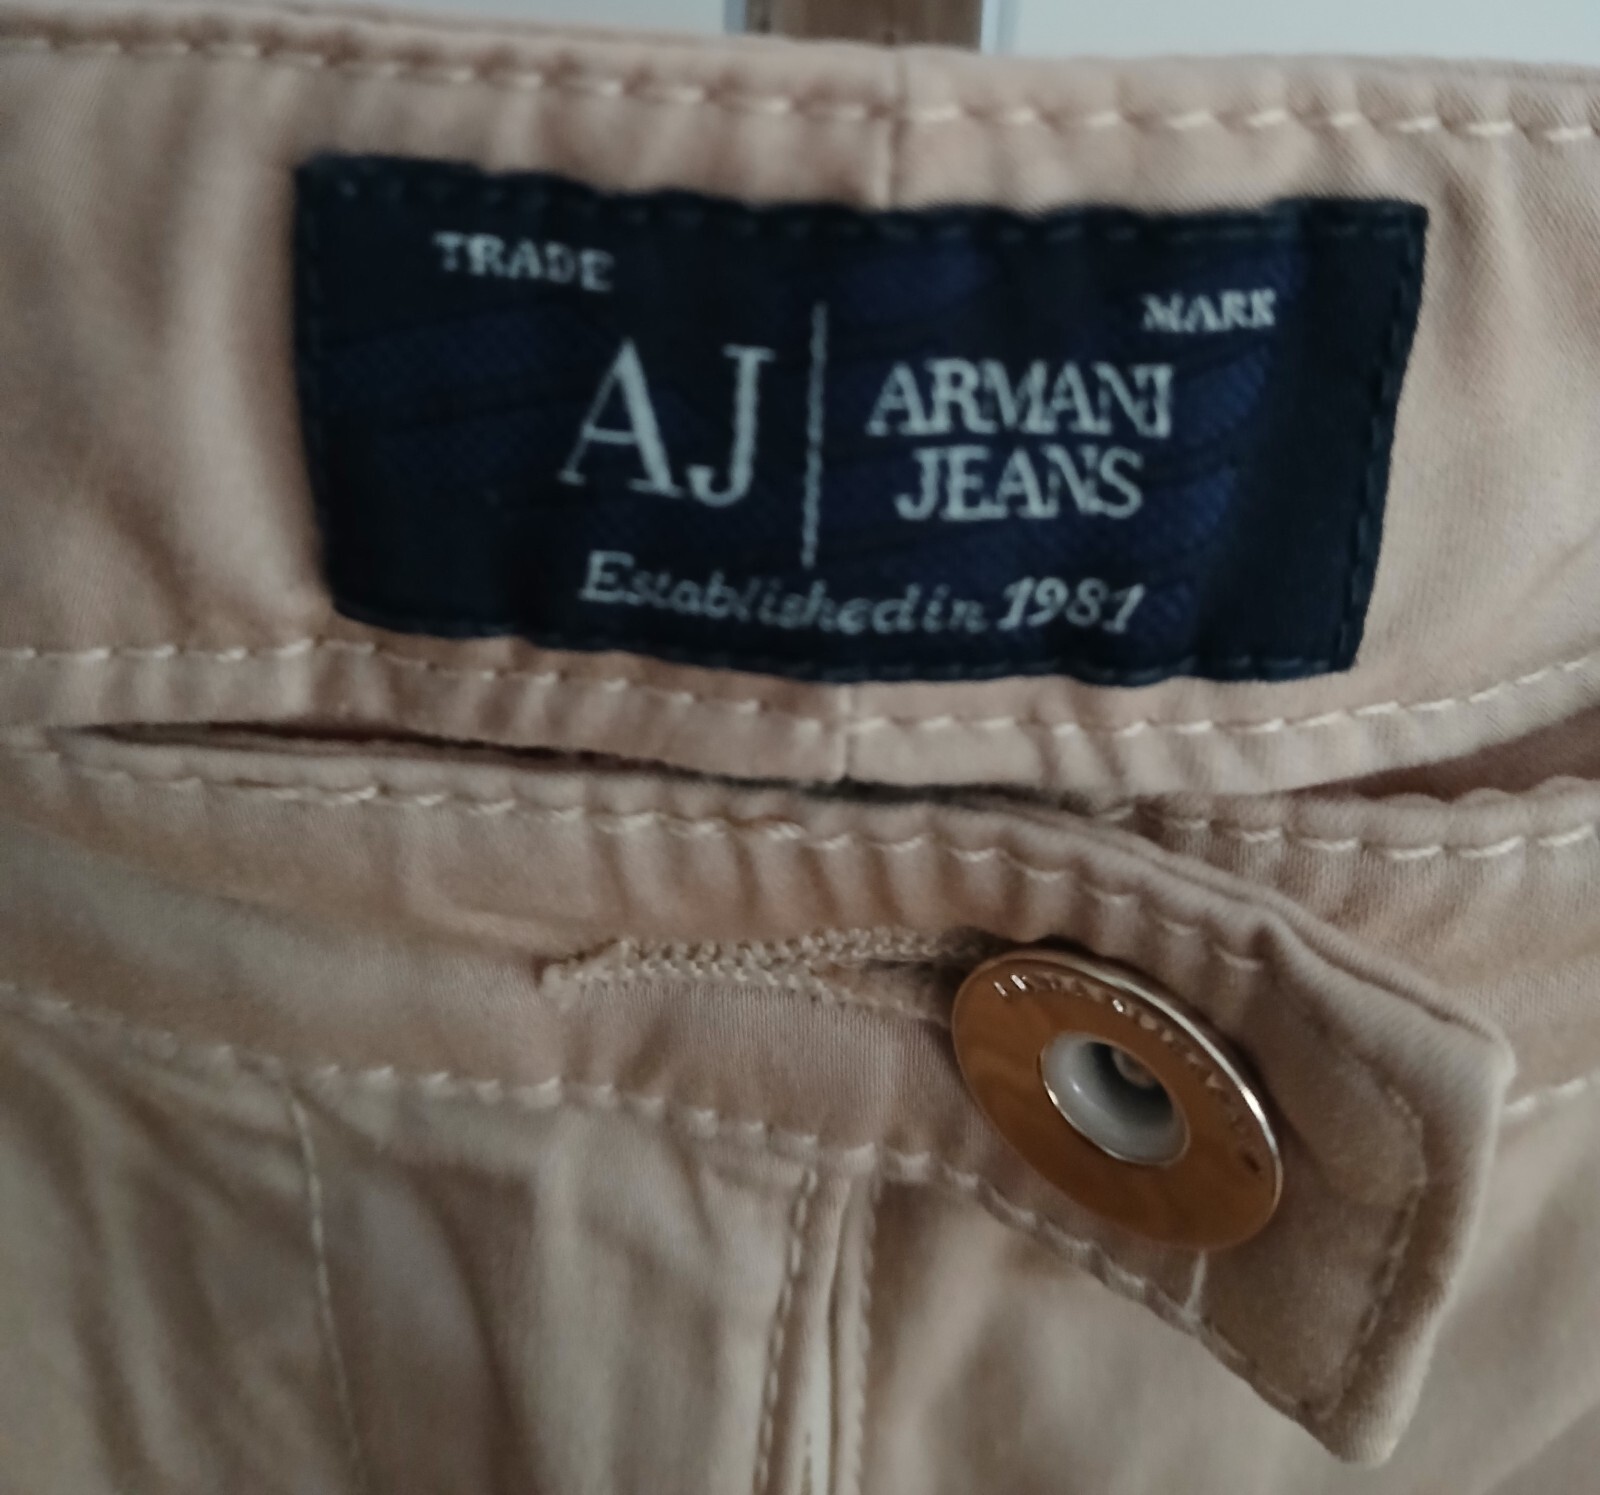 TRADE
MARK
AJ
ARMANI
JEANS
Established in 1981